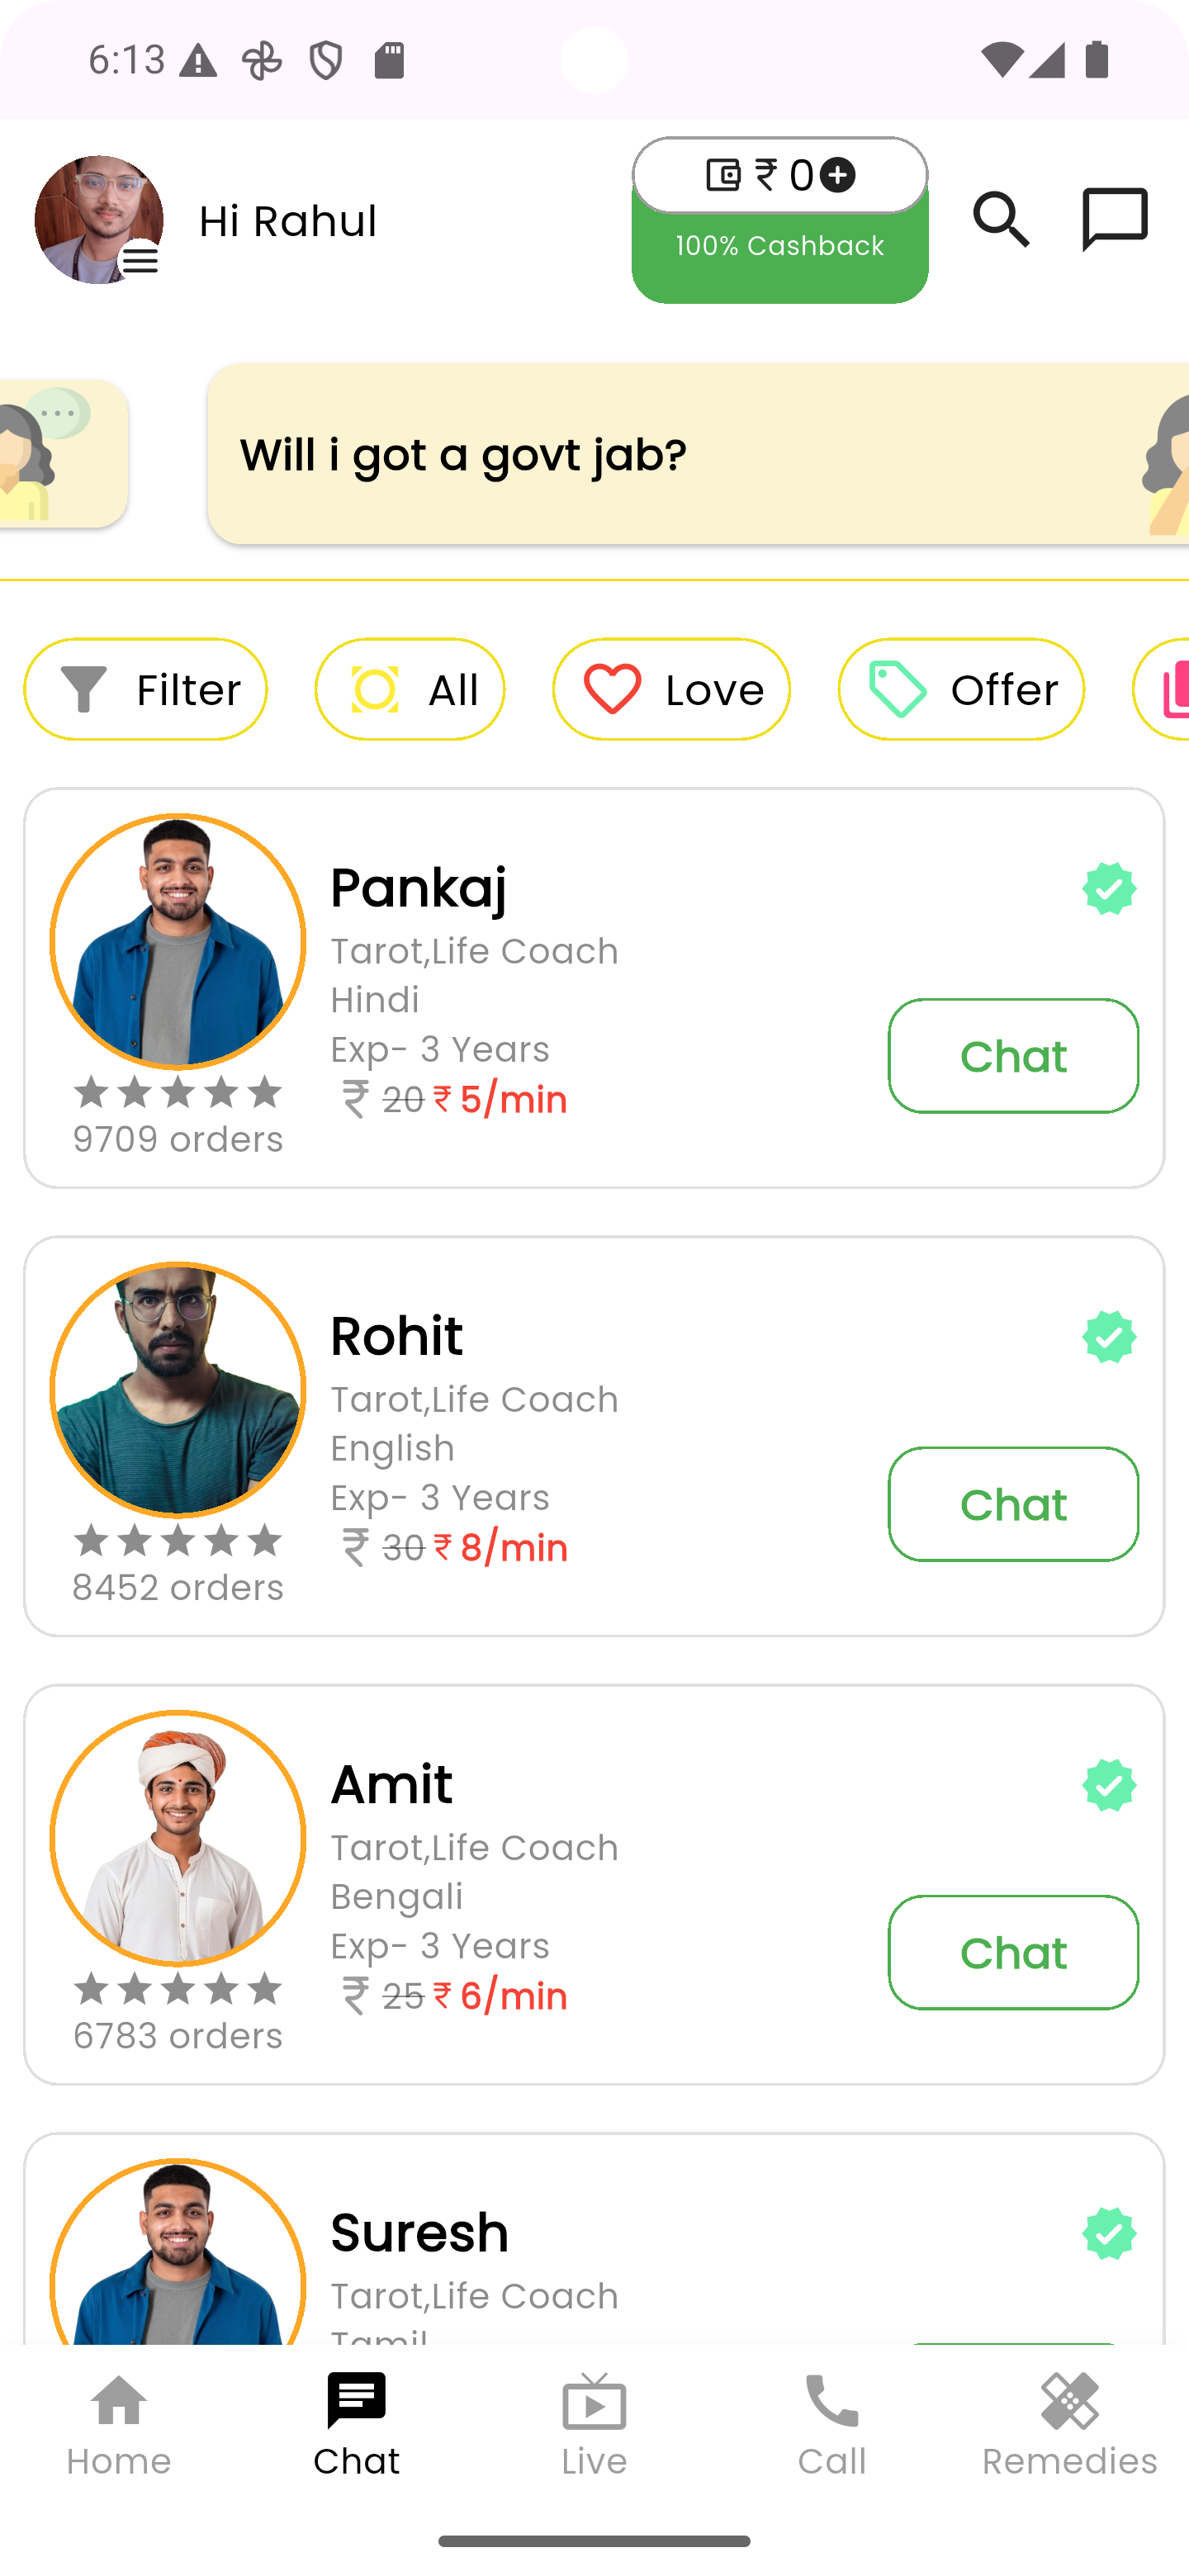 6:13
Hi Rahul
₹ 0
100% Cashback
Will i got a govt jab?
Filter
All
Love
Offer
Pankaj
Tarot,Life Coach
Hindi
Exp- 3 Years
₹ 20 ₹ 5/min
9709 orders
Chat
Rohit
Tarot,Life Coach
English
Exp- 3 Years
₹ 30 ₹ 8/min
8452 orders
Chat
Amit
Tarot,Life Coach
Bengali
Exp- 3 Years
₹ 25 ₹ 6/min
6783 orders
Chat
Suresh
Tarot,Life Coach
Tamil
Home
Chat
Live
Call
Remedies